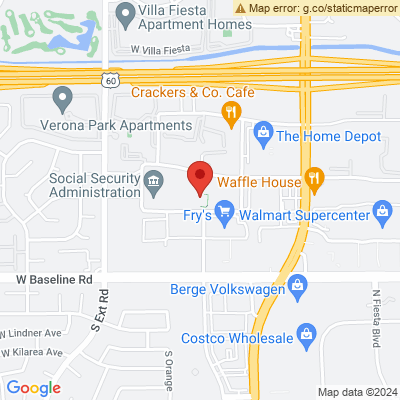 Map error: g.co/staticmaperror
Villa Fiesta
Apartment Homes
W Villa Fiesta
60
Crackers & Co. Cafe
Verona Park Apartments
The Home Depot
Social Security
Administration
Waffle House
Fry's
Walmart Supercenter
W Baseline Rd
Berge Volkswagen
S Ext Rd
N Fiesta Blvd
W Lindner Ave
Costco Wholesale
W Kilarea Ave
S Orange
Google
Map data ©2024